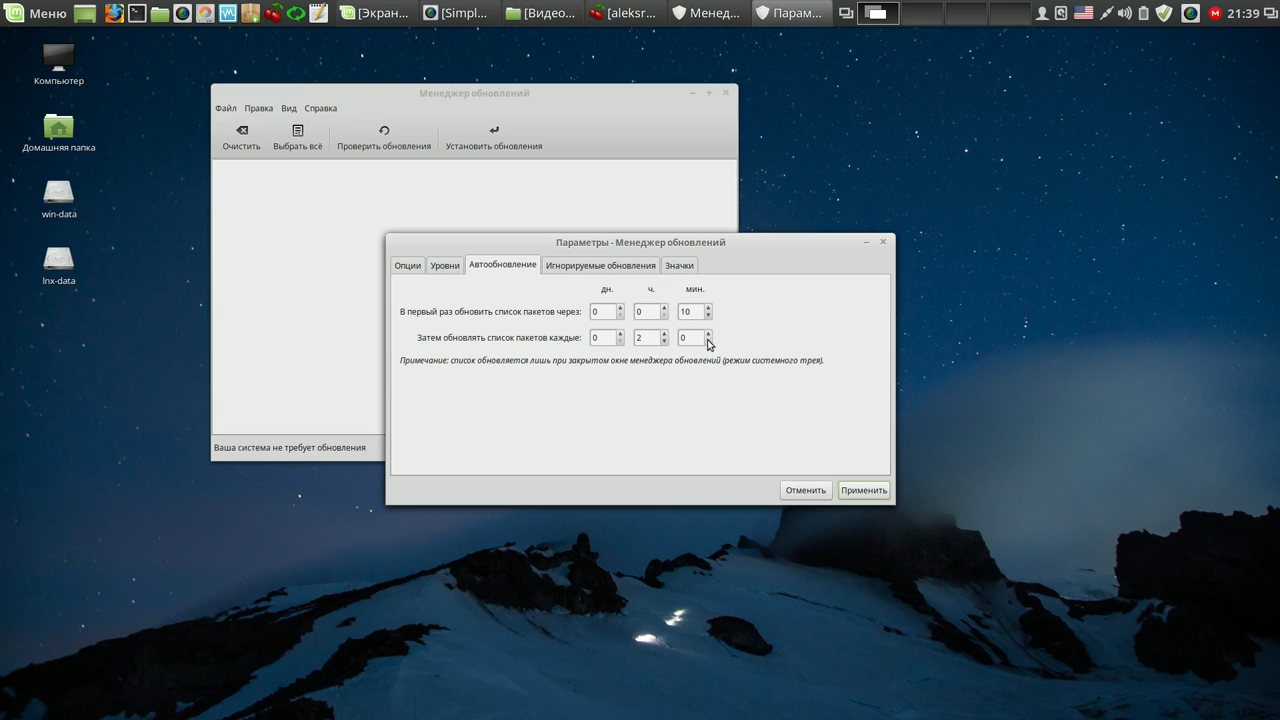 Меню
[Экран...
[Simpl...
[Видео...
[aleksr...
Менед...
Парам...
21:39
Компьютер
Домашняя папка
win-data
lnx-data
Менеджер обновлений
Файл Правка Вид Справка
Очистить Выбрать всё Проверить обновления Установить обновления
Ваша система не требует обновления
Параметры - Менеджер обновлений
Опции Уровни Автообновление Игнорируемые обновления Значки
дн. ч. мин.
В первый раз обновить список пакетов через: 0 0 10
Затем обновлять список пакетов каждые: 0 2 0
Примечание: список обновляется лишь при закрытом окне менеджера обновлений (режим системного трея).
Отменить Применить